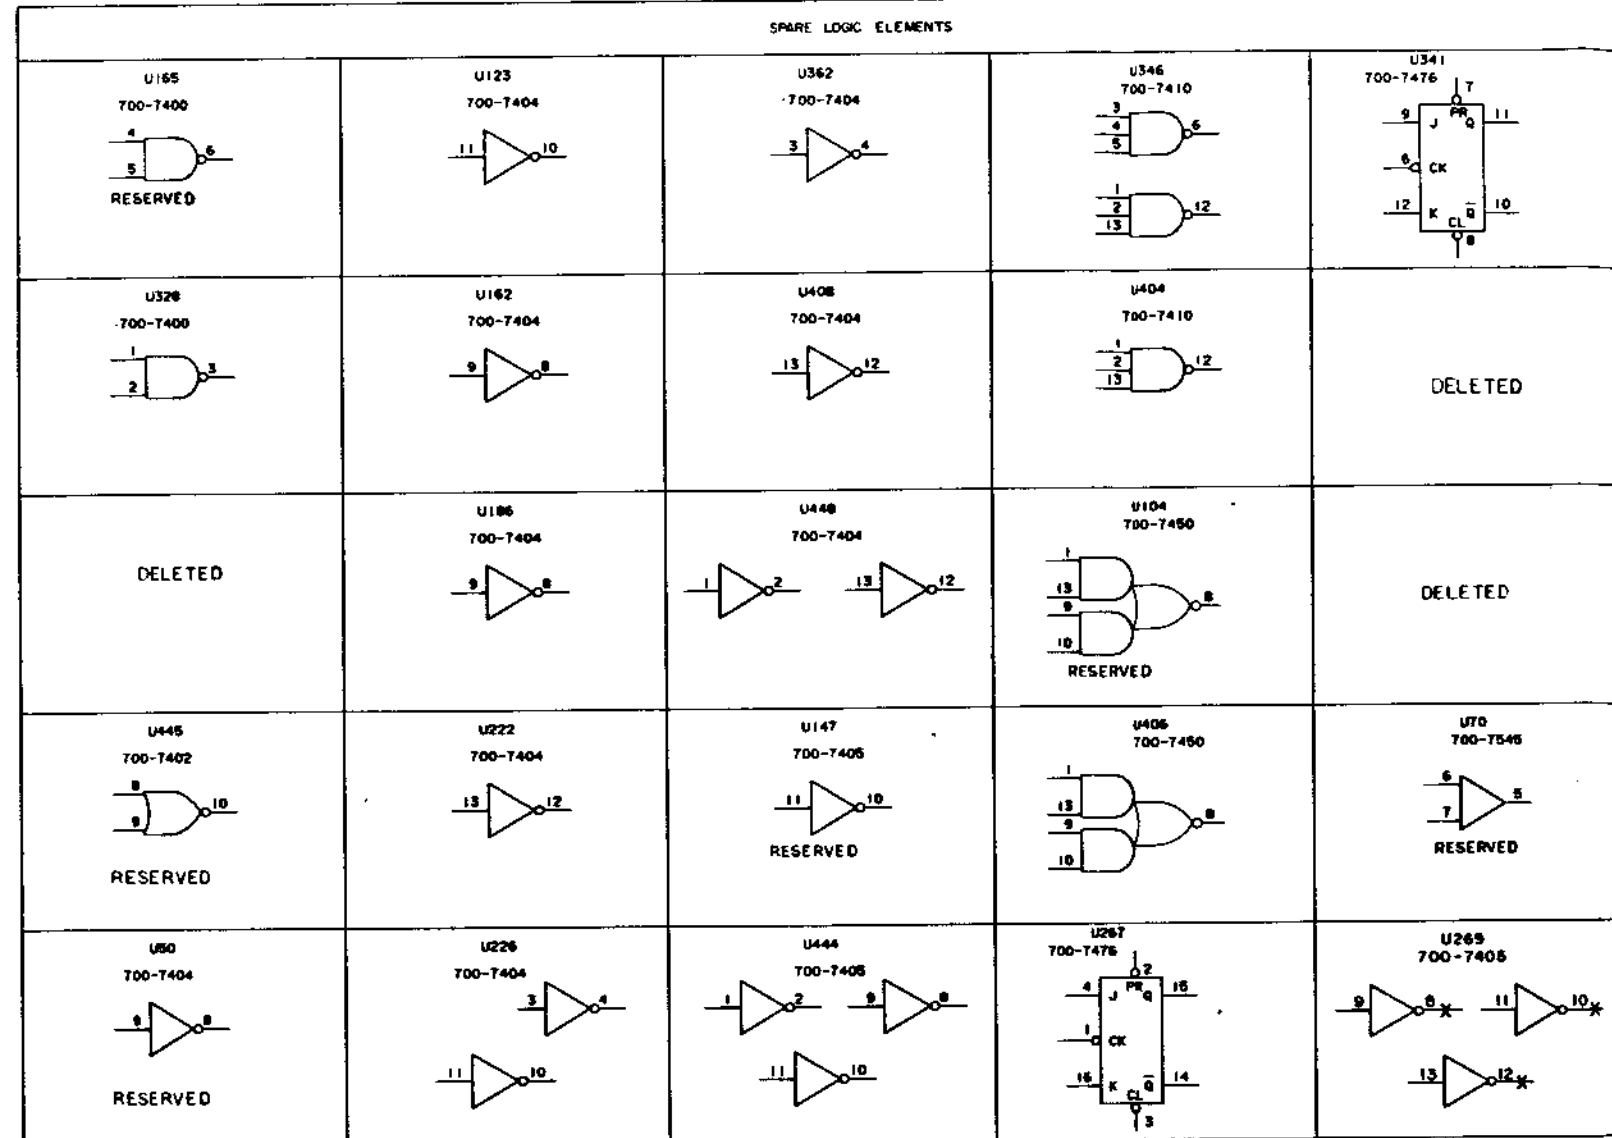 SPARE LOGIC ELEMENTS
U165
700-7400
4
5
6
RESERVED
U123
700-7404
11
10
U362
700-7404
3
4
U346
700-7410
3
4
5
6
1
2
13
12
U341
700-7476
7
9
J
PR
Q
11
6
CK
12
K
CL
Q̅
10
8
U328
700-7400
1
2
3
U162
700-7404
9
8
U408
700-7404
13
12
U404
700-7410
1
2
13
12
DELETED
DELETED
U186
700-7404
9
8
U448
700-7404
1
2
13
12
U104
700-7450
1
13
9
10
8
RESERVED
DELETED
U445
700-7402
8
9
10
RESERVED
U222
700-7404
13
12
U147
700-7405
11
10
RESERVED
U406
700-7450
1
13
9
10
8
U70
700-7545
6
7
5
RESERVED
U50
700-7404
9
8
RESERVED
U226
700-7404
3
4
11
10
U444
700-7405
1
2
9
8
11
10
U267
700-7476
2
4
J
PR
Q
15
1
CK
16
K
CL
Q̅
14
3
U265
700-7405
9
8
11
10
13
12